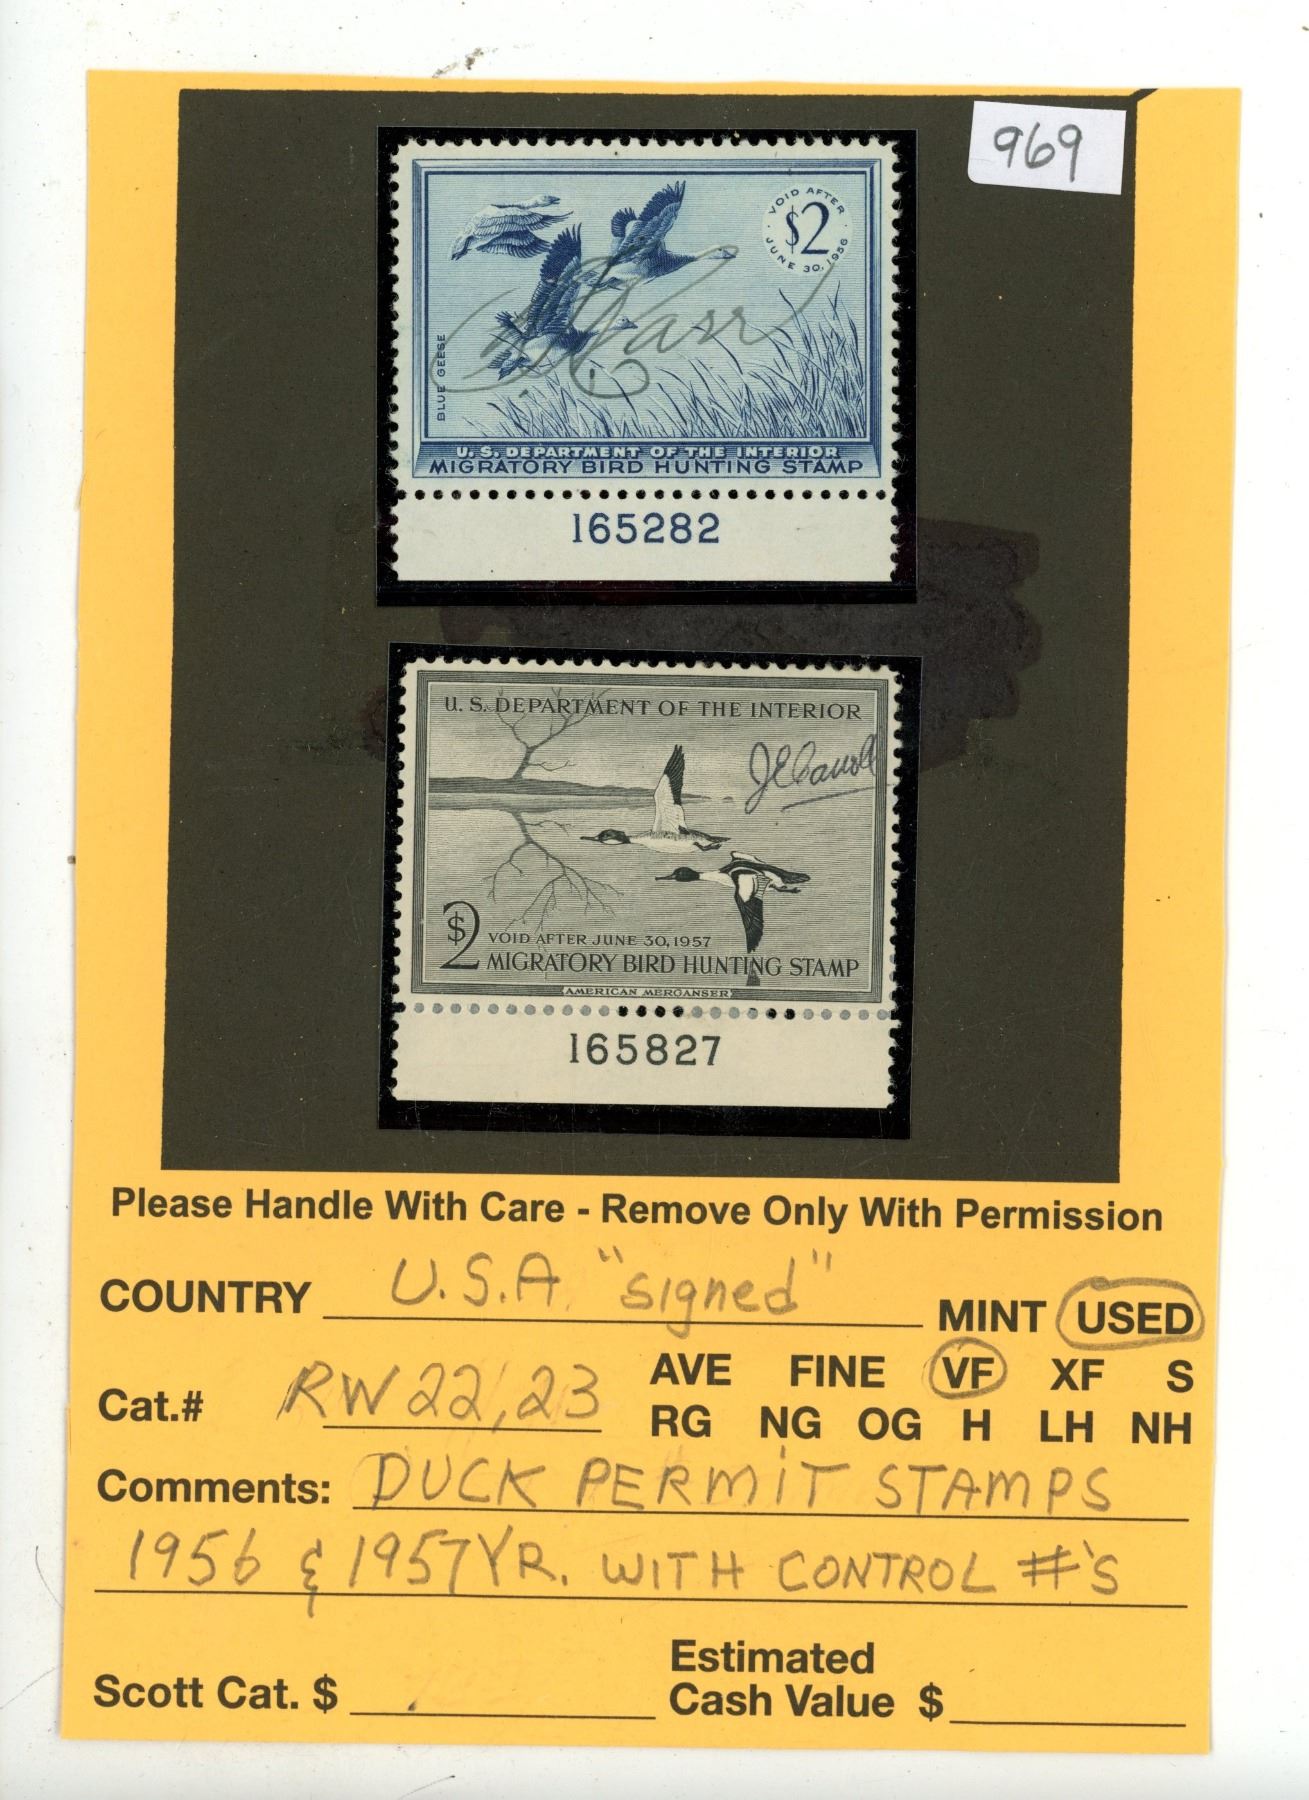 969
VOID AFTER
$2
JUNE 30, 1956
BLUE GEESE
U. S. DEPARTMENT OF THE INTERIOR
MIGRATORY BIRD HUNTING STAMP
165282
U. S. DEPARTMENT OF THE INTERIOR
J E Carroll
$2 VOID AFTER JUNE 30, 1957
MIGRATORY BIRD HUNTING STAMP
AMERICAN MERGANSER
165827
Please Handle With Care - Remove Only With Permission
COUNTRY U.S.A. "signed" MINT USED
Cat.# RW22, 23 AVE FINE VF XF S
RG NG OG H LH NH
Comments: DUCK PERMIT STAMPS
1956 & 1957 YR. WITH CONTROL #'S
Scott Cat. $ Estimated
Cash Value $